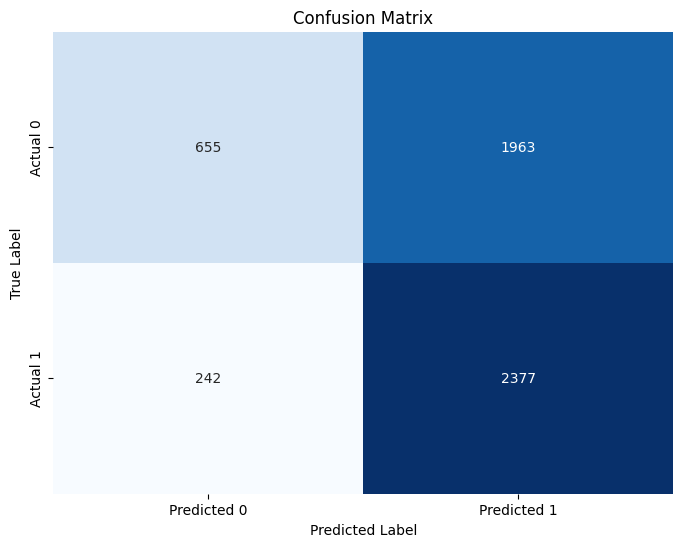 Confusion Matrix
True Label
Actual 0
655
1963
Actual 1
242
2377
Predicted 0
Predicted 1
Predicted Label